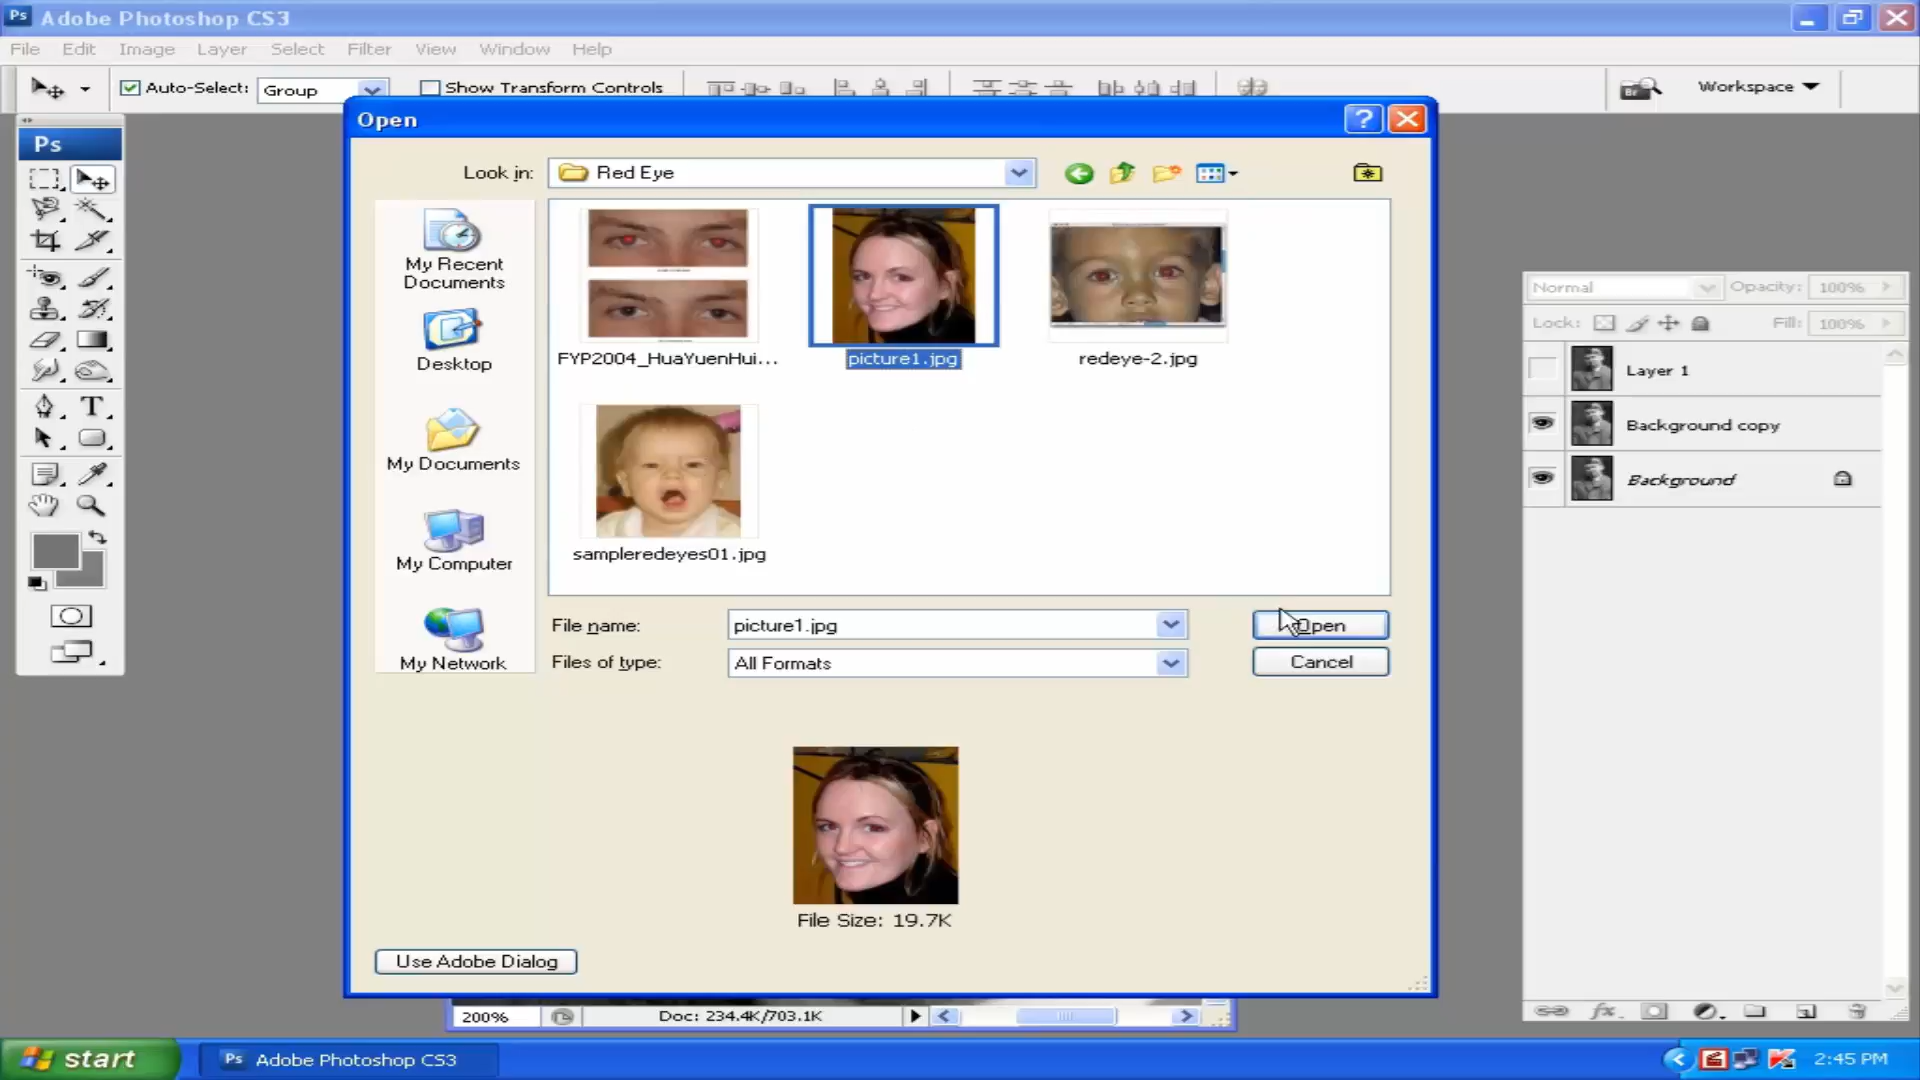 Ps Adobe Photoshop CS3
File Edit Image Layer Select Filter View Window Help
Auto-Select: Group Show Transform Controls Workspace
Open
Ps
Look in: Red Eye
My Recent
Documents
Desktop
My Documents
My Computer
My Network
FYP2004_HuaYuenHui...
picture1.jpg
redeye-2.jpg
sampleredeyes01.jpg
File name: picture1.jpg Open
Files of type: All Formats Cancel
File Size: 19.7K
Use Adobe Dialog
Normal Opacity: 100%
Lock: Fill: 100%
Layer 1
Background copy
Background
200% Doc: 234.4K/703.1K
start Ps Adobe Photoshop CS3 2:45 PM